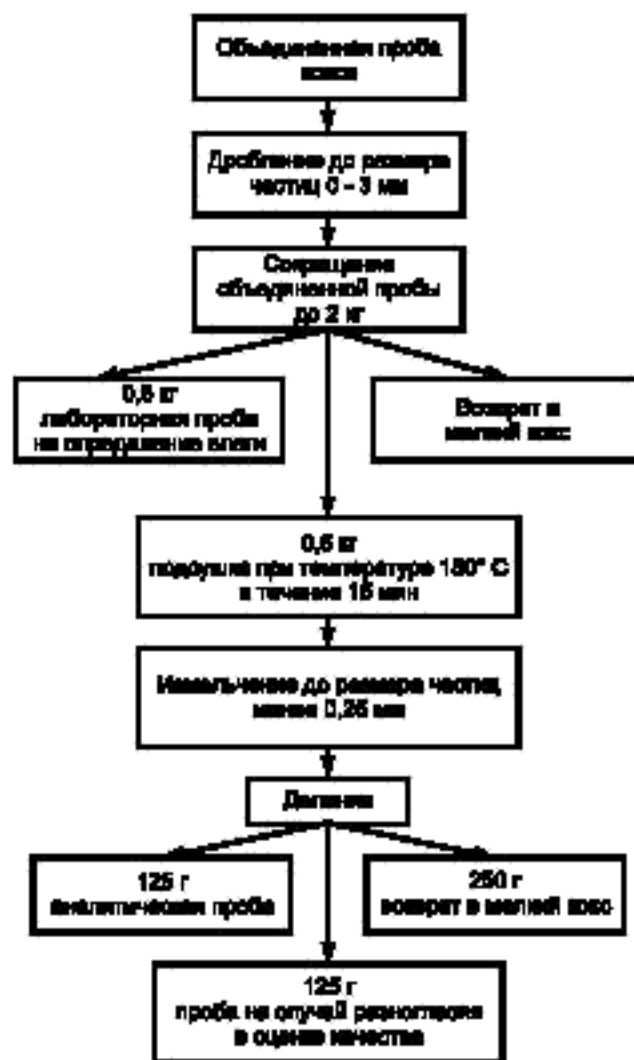 Объединенная проба
кокса
Дробление до размера
частиц 0 - 3 мм
Сокращение
объединенной пробы
до 2 кг
0,5 кг
лабораторная проба
на определение влаги
Возврат в
мелкий кокс
0,5 кг
подсушка при температуре 150° С
в течение 15 мин
Измельчение до размера частиц
менее 0,25 мм
Деление
125 г
аналитическая проба
250 г
возврат в мелкий кокс
125 г
проба на случай разногласия
в оценке качества